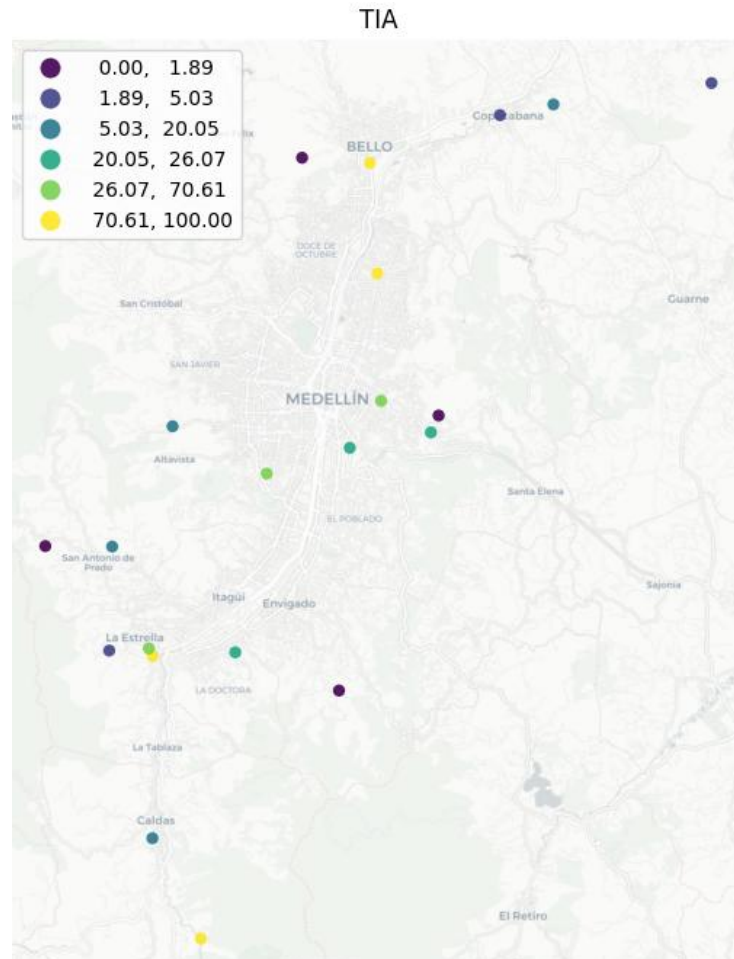 TIA
0.00, 1.89
1.89, 5.03
5.03, 20.05
20.05, 26.07
26.07, 70.61
70.61, 100.00
Copacabana
BELLO
DOCE DE
OCTUBRE
San Cristóbal
Guarne
SAN JAVIER
MEDELLÍN
Altavista
Santa Elena
EL POBLADO
San Antonio de
Prado
Sajonia
Itagüí
Envigado
La Estrella
LA DOCTORA
La Tablaza
Caldas
El Retiro